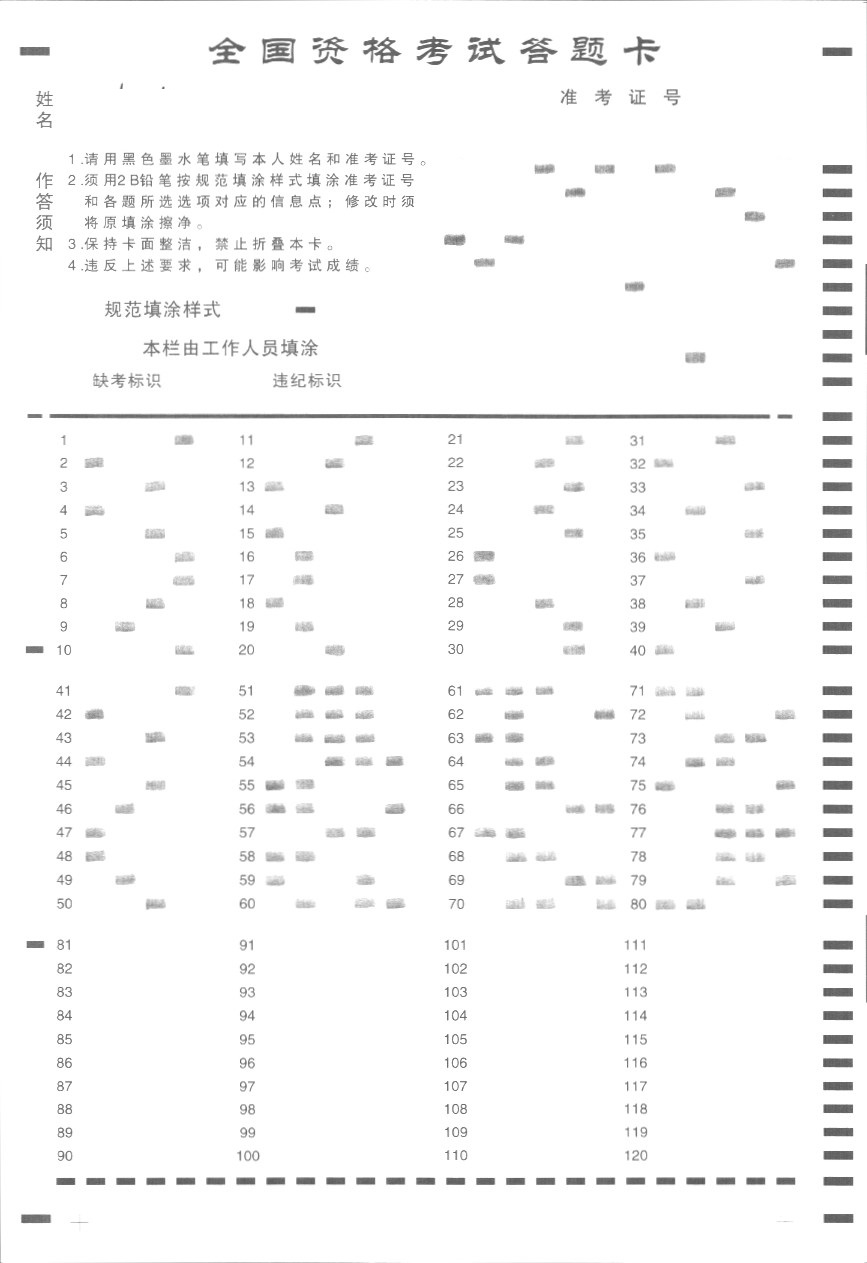 全国资格考试答题卡
姓名
准考证号
作答须知
1.请用黑色墨水笔填写本人姓名和准考证号。
2.须用2B铅笔按规范填涂样式填涂准考证号
和各题所选选项对应的信息点；修改时须
将原填涂擦净。
3.保持卡面整洁，禁止折叠本卡。
4.违反上述要求，可能影响考试成绩。
规范填涂样式
本栏由工作人员填涂
缺考标识 违纪标识
1 11 21 31
2 12 22 32
3 13 23 33
4 14 24 34
5 15 25 35
6 16 26 36
7 17 27 37
8 18 28 38
9 19 29 39
10 20 30 40
41 51 61 71
42 52 62 72
43 53 63 73
44 54 64 74
45 55 65 75
46 56 66 76
47 57 67 77
48 58 68 78
49 59 69 79
50 60 70 80
81 91 101 111
82 92 102 112
83 93 103 113
84 94 104 114
85 95 105 115
86 96 106 116
87 97 107 117
88 98 108 118
89 99 109 119
90 100 110 120